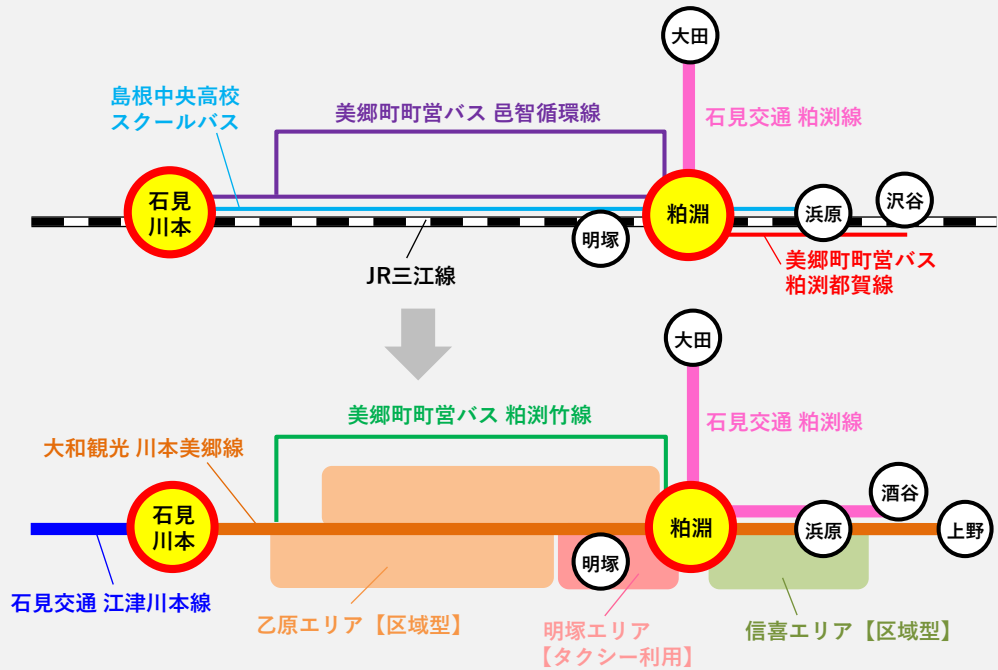 大田
島根中央高校
スクールバス
美郷町町営バス 邑智循環線
石見交通 粕渕線
石見
川本
粕淵
浜原
沢谷
明塚
JR三江線
美郷町町営バス
粕渕都賀線
大田
美郷町町営バス 粕渕竹線
石見交通 粕渕線
大和観光 川本美郷線
石見
川本
粕淵
酒谷
浜原
上野
明塚
石見交通 江津川本線
乙原エリア【区域型】
明塚エリア
【タクシー利用】
信喜エリア【区域型】